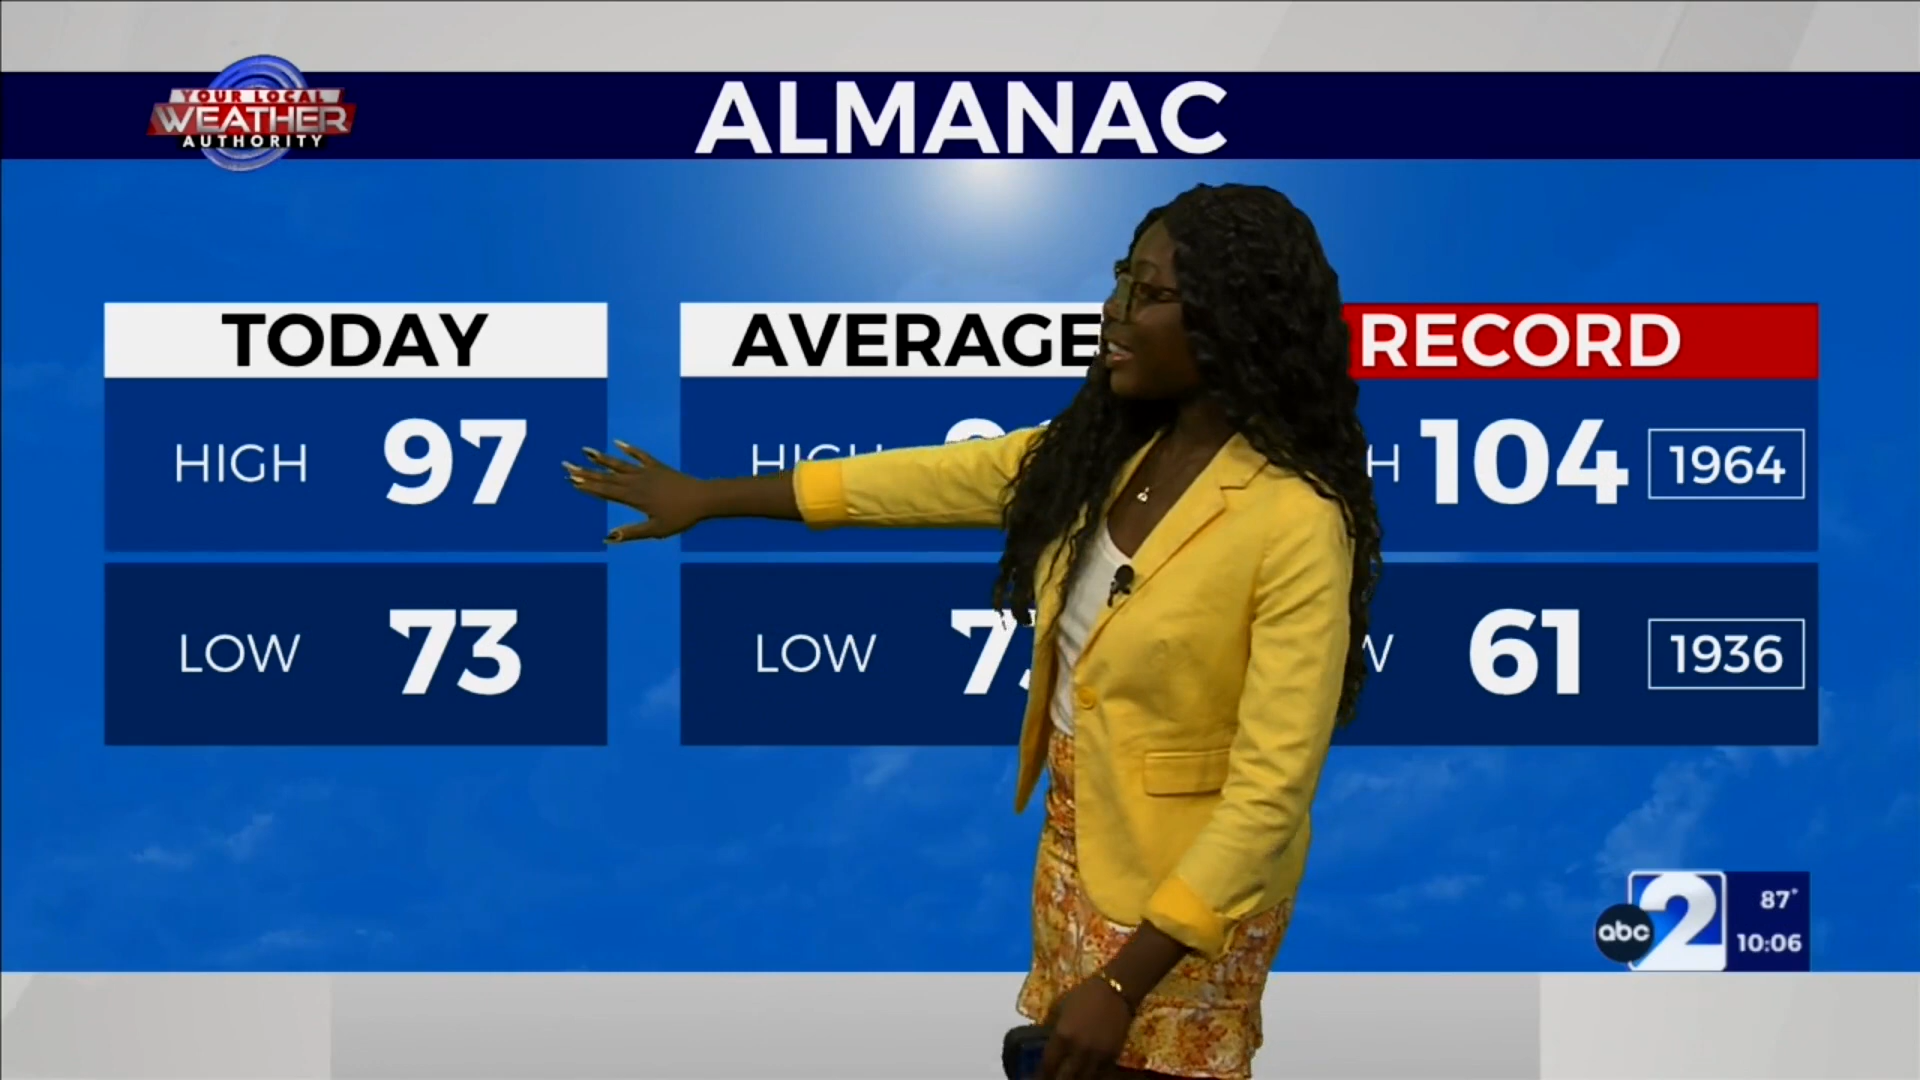 YOUR LOCAL
WEATHER
AUTHORITY
ALMANAC
TODAY
HIGH 97
LOW 73
AVERAGE
HIGH
LOW
RECORD
104 1964
61 1936
abc 2
87°
10:06